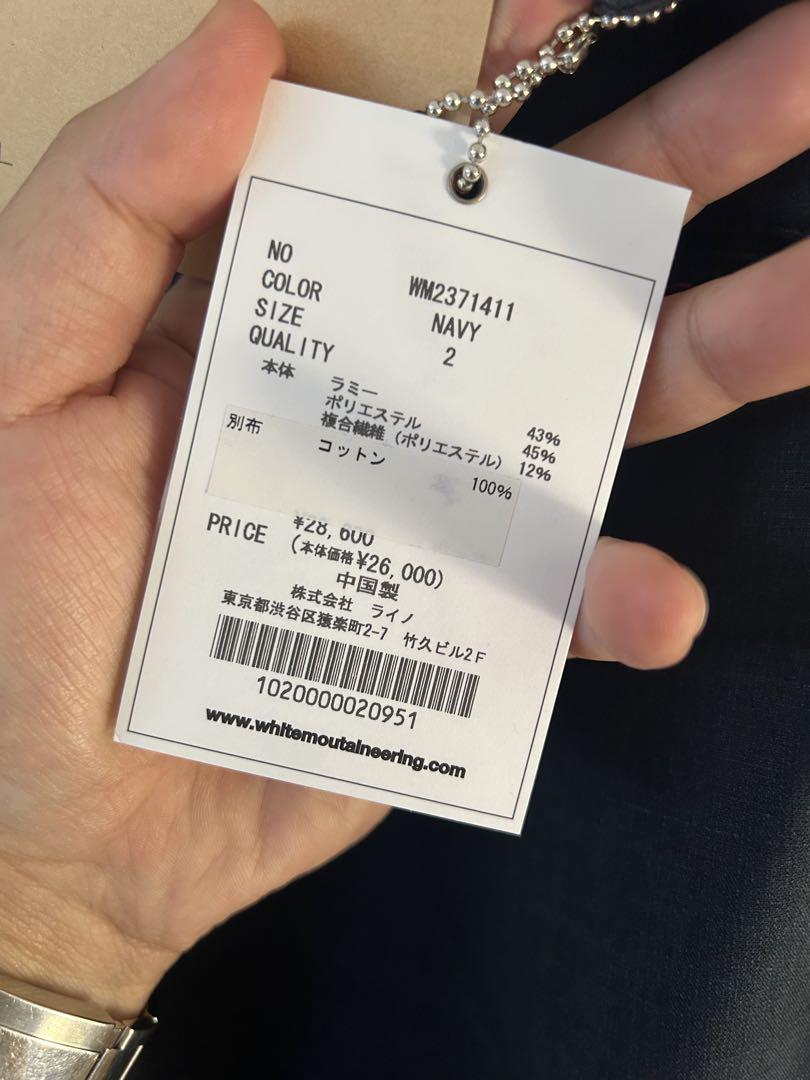 NO WM2371411
COLOR NAVY
SIZE 2
QUALITY
本体 ラミー 43%
ポリエステル 45%
複合繊維(ポリエステル) 12%
別布 コットン 100%
PRICE ¥28,600
(本体価格¥26,000)
中国製
株式会社 ライノ
東京都渋谷区猿楽町2-7 竹久ビル2F
1020000020951
www.whitemoutaineering.com